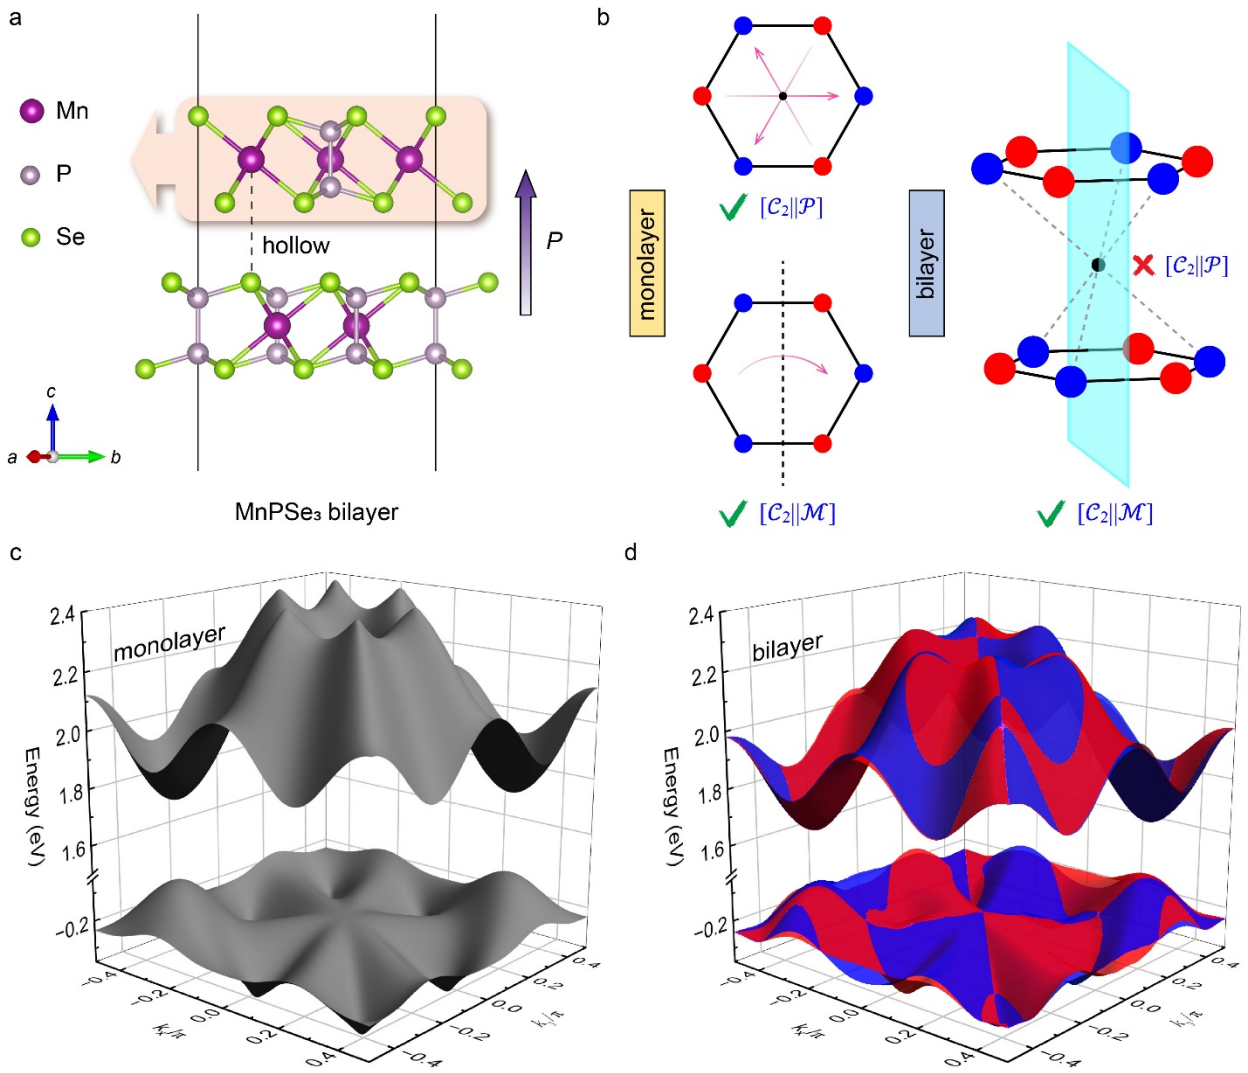 a
Mn
P
Se
hollow
P
c
a
b
MnPSe₃ bilayer
b
monolayer
[𝒞₂||𝒫]
[𝒞₂||ℳ]
bilayer
[𝒞₂||𝒫]
[𝒞₂||ℳ]
c
monolayer
Energy (eV)
2.4
2.2
2.0
1.8
1.6
−0.2
−0.4
−0.2
0.0
0.2
0.4
kₓ/π
−0.4
−0.2
0.0
0.2
0.4
k_y/π
d
bilayer
Energy (eV)
2.4
2.2
2.0
1.8
1.6
−0.2
−0.4
−0.2
0.0
0.2
0.4
kₓ/π
−0.4
−0.2
0.0
0.2
0.4
k_y/π